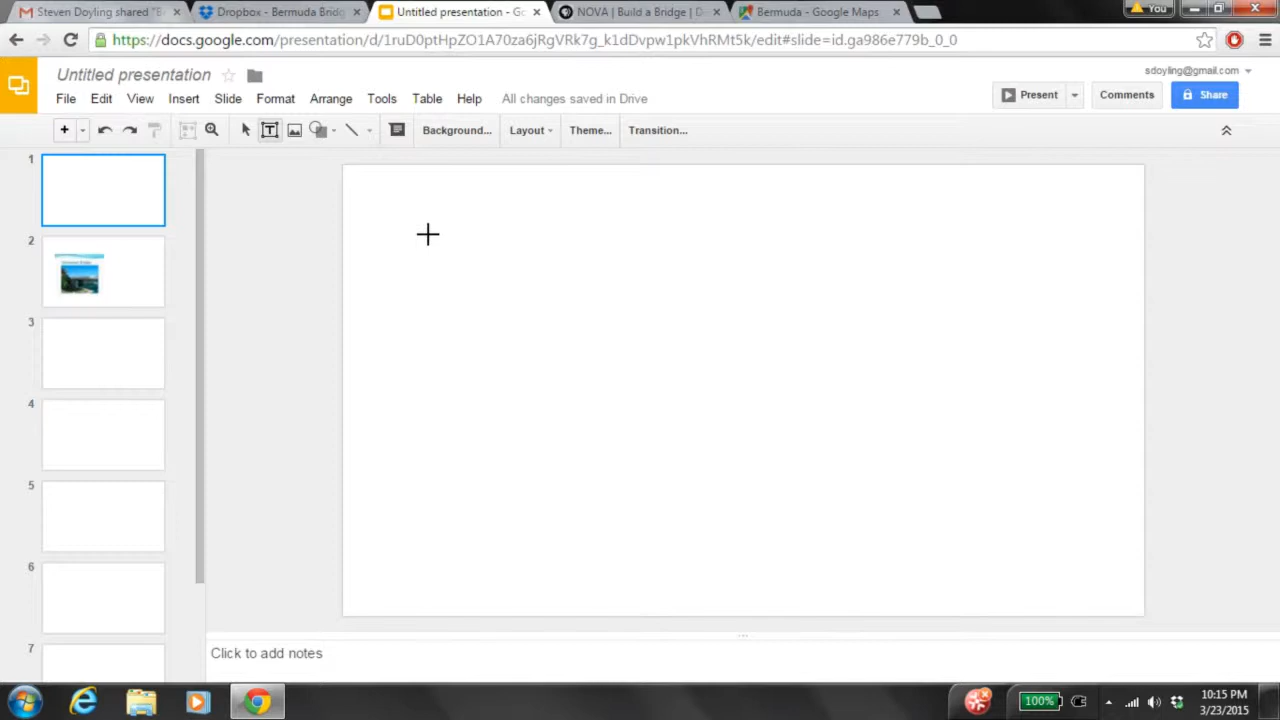 Steven Doyling shared "B
Dropbox - Bermuda Bridg
Untitled presentation - Go
NOVA | Build a Bridge | D
Bermuda - Google Maps
You
https://docs.google.com/presentation/d/1ruD0ptHpZO1A70za6jRgVRk7g_k1dDvpw1pkVhRMt5k/edit#slide=id.ga986e779b_0_0
Untitled presentation
sdoyling@gmail.com
File Edit View Insert Slide Format Arrange Tools Table Help All changes saved in Drive
Present Comments Share
Background... Layout Theme... Transition...
1
2
3
4
5
6
7
Click to add notes
100%
10:15 PM
3/23/2015